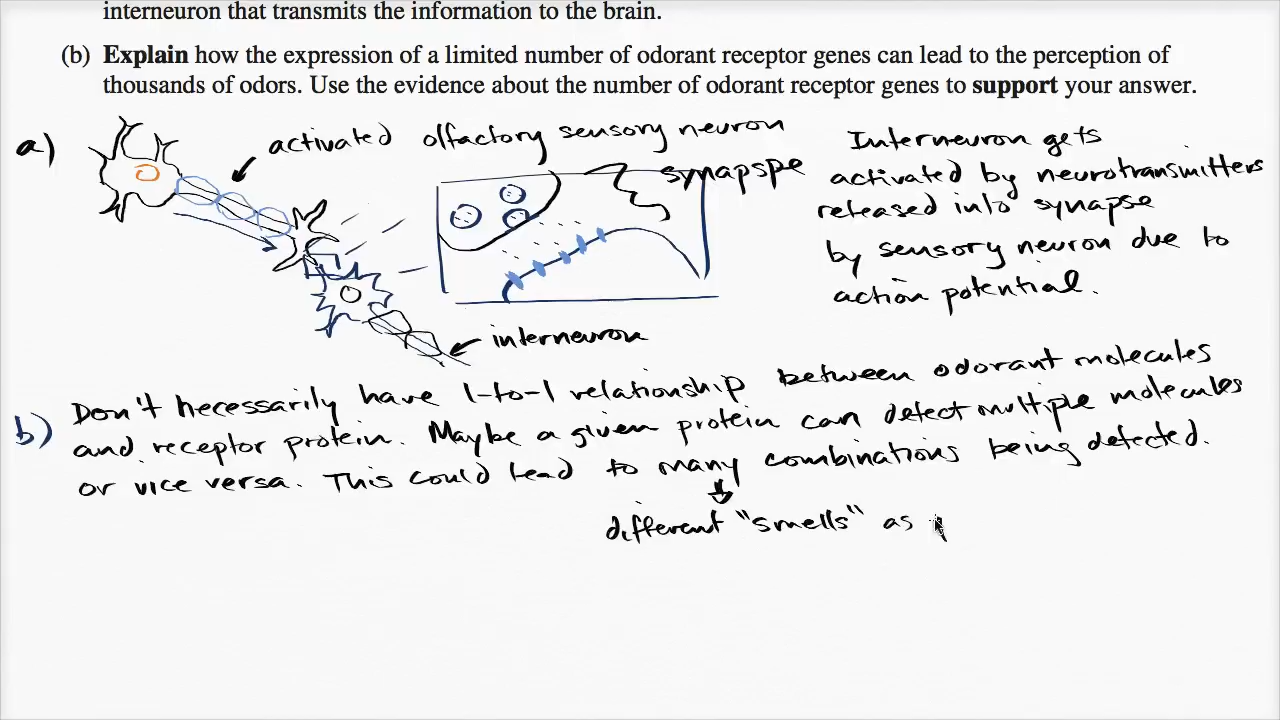 interneuron that transmits the information to the brain.
(b) Explain how the expression of a limited number of odorant receptor genes can lead to the perception of
thousands of odors. Use the evidence about the number of odorant receptor genes to support your answer.
a)
activated olfactory sensory neuron
synapspe
interneuron
Interneuron gets
activated by neurotransmitters
released into synapse
by sensory neuron due to
action potential.
b)
Don't necessarily have 1-to-1 relationship between odorant molecules
and receptor protein. Maybe a given protein can detect multiple molecules
or vice versa. This could lead to many combinations being detected.
different "smells" as